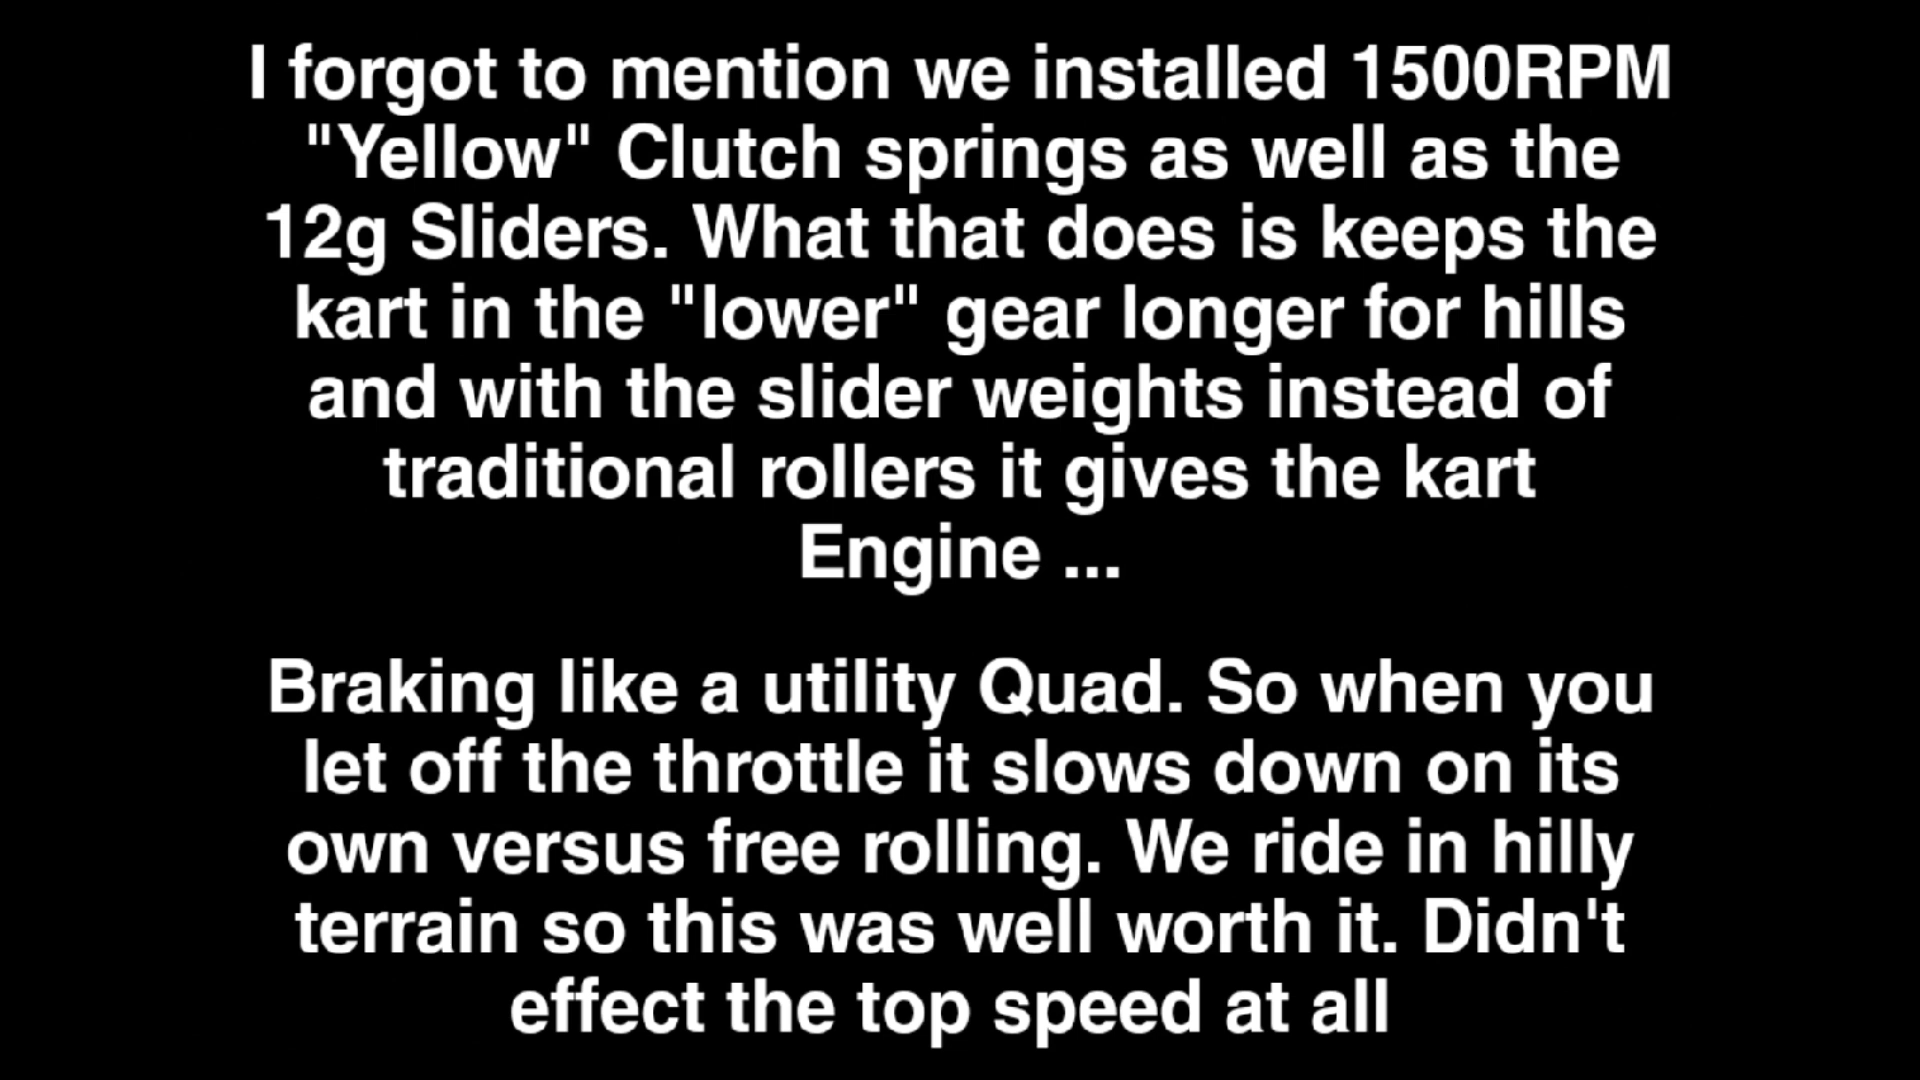 I forgot to mention we installed 1500RPM
"Yellow" Clutch springs as well as the
12g Sliders. What that does is keeps the
kart in the "lower" gear longer for hills
and with the slider weights instead of
traditional rollers it gives the kart
Engine ...
Braking like a utility Quad. So when you
let off the throttle it slows down on its
own versus free rolling. We ride in hilly
terrain so this was well worth it. Didn't
effect the top speed at all